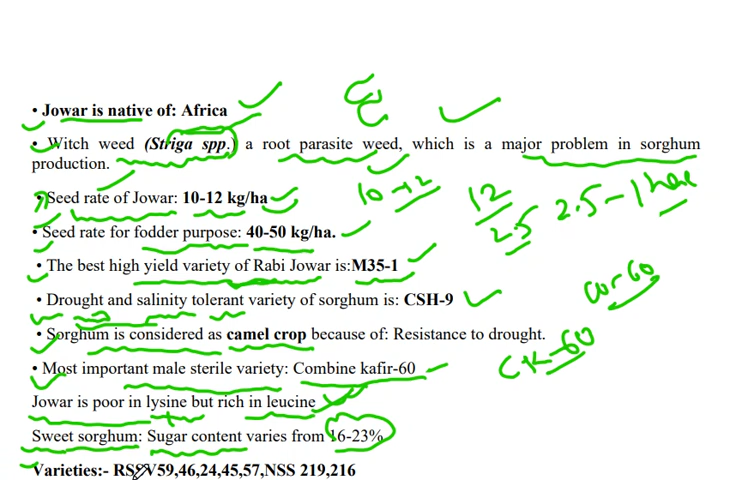 • Jowar is native of: Africa
• Witch weed (Striga spp.) a root parasite weed, which is a major problem in sorghum
production.
• Seed rate of Jowar: 10-12 kg/ha
10-12
12
2.5
2.5-1
• Seed rate for fodder purpose: 40-50 kg/ha.
• The best high yield variety of Rabi Jowar is:M35-1
• Drought and salinity tolerant variety of sorghum is: CSH-9
• Sorghum is considered as camel crop because of: Resistance to drought.
CK-60
• Most important male sterile variety: Combine kafir-60
Jowar is poor in lysine but rich in leucine
Sweet sorghum: Sugar content varies from 16-23%
Varieties:- RSSV59,46,24,45,57,NSS 219,216